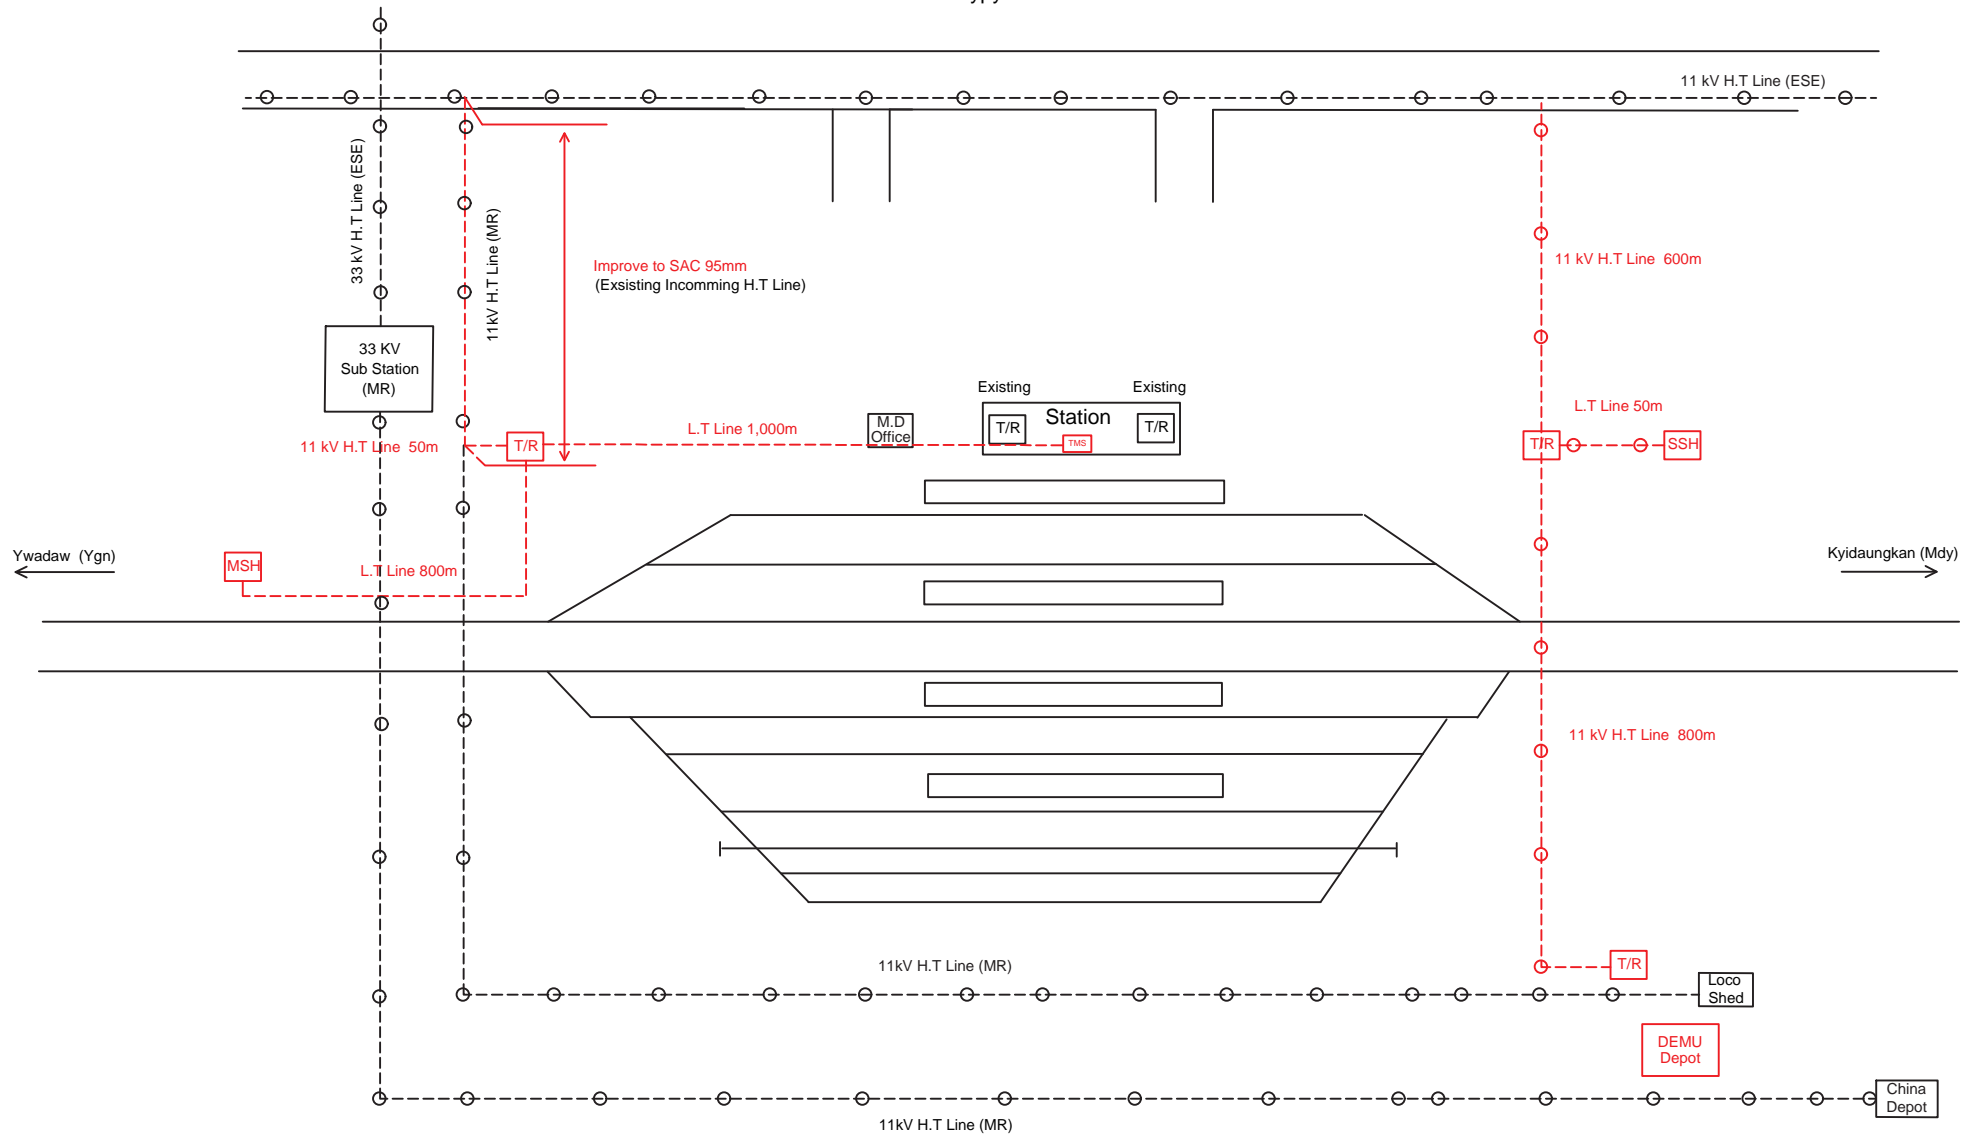 11 kV H.T Line (ESE)
33 kV H.T Line (ESE)
11kV H.T Line (MR)
Improve to SAC 95mm
(Exsisting Incomming H.T Line)
11 kV H.T Line 600m
33 KV
Sub Station
(MR)
Existing
Existing
Station
T/R
T/R
TMS
M.D
Office
L.T Line 1,000m
11 kV H.T Line 50m
T/R
L.T Line 50m
T/R
SSH
Ywadaw (Ygn)
MSH
L.T Line 800m
Kyidaungkan (Mdy)
11 kV H.T Line 800m
11kV H.T Line (MR)
T/R
Loco
Shed
DEMU
Depot
China
Depot
11kV H.T Line (MR)